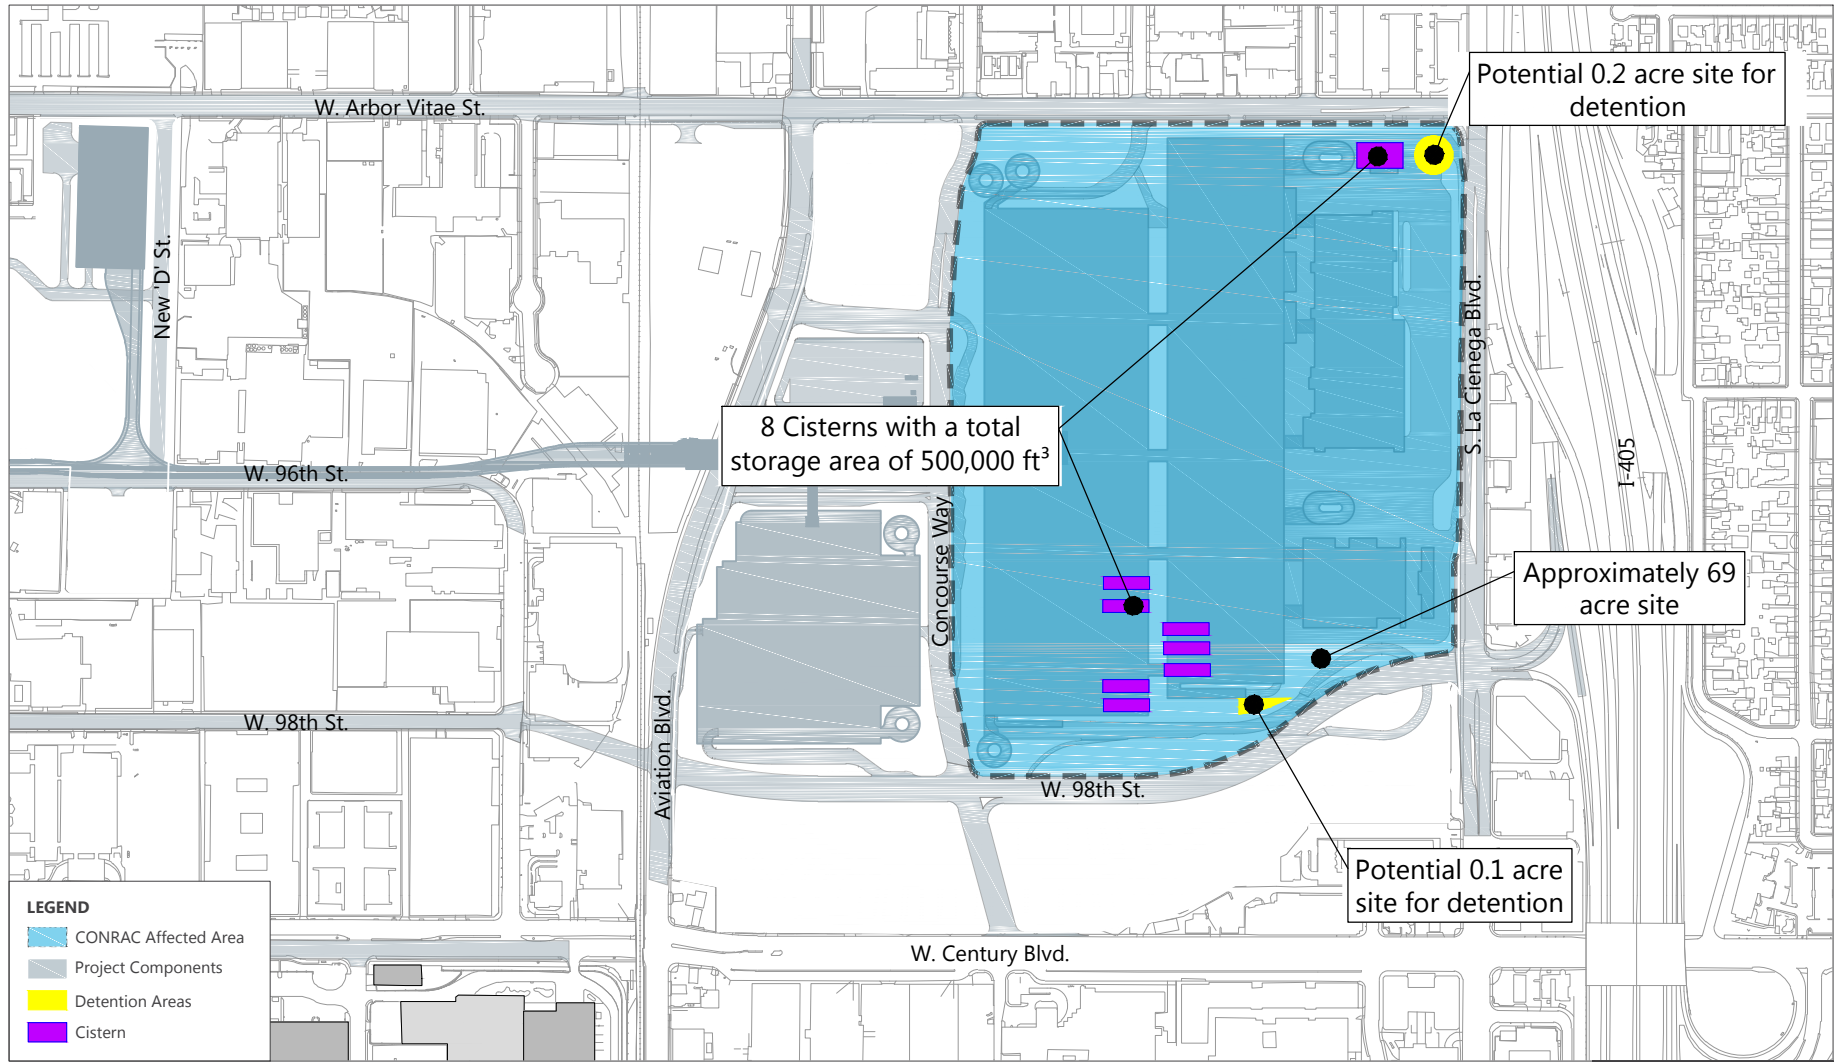 Potential 0.2 acre site for
detention
W. Arbor Vitae St.
New 'D' St.
S. La Cienega Blvd.
8 Cisterns with a total
storage area of 500,000 ft³
I-405
W. 96th St.
Concourse Way
Approximately 69
acre site
Aviation Blvd.
W. 98th St.
W. 98th St.
Potential 0.1 acre
site for detention
W. Century Blvd.
LEGEND
CONRAC Affected Area
Project Components
Detention Areas
Cistern